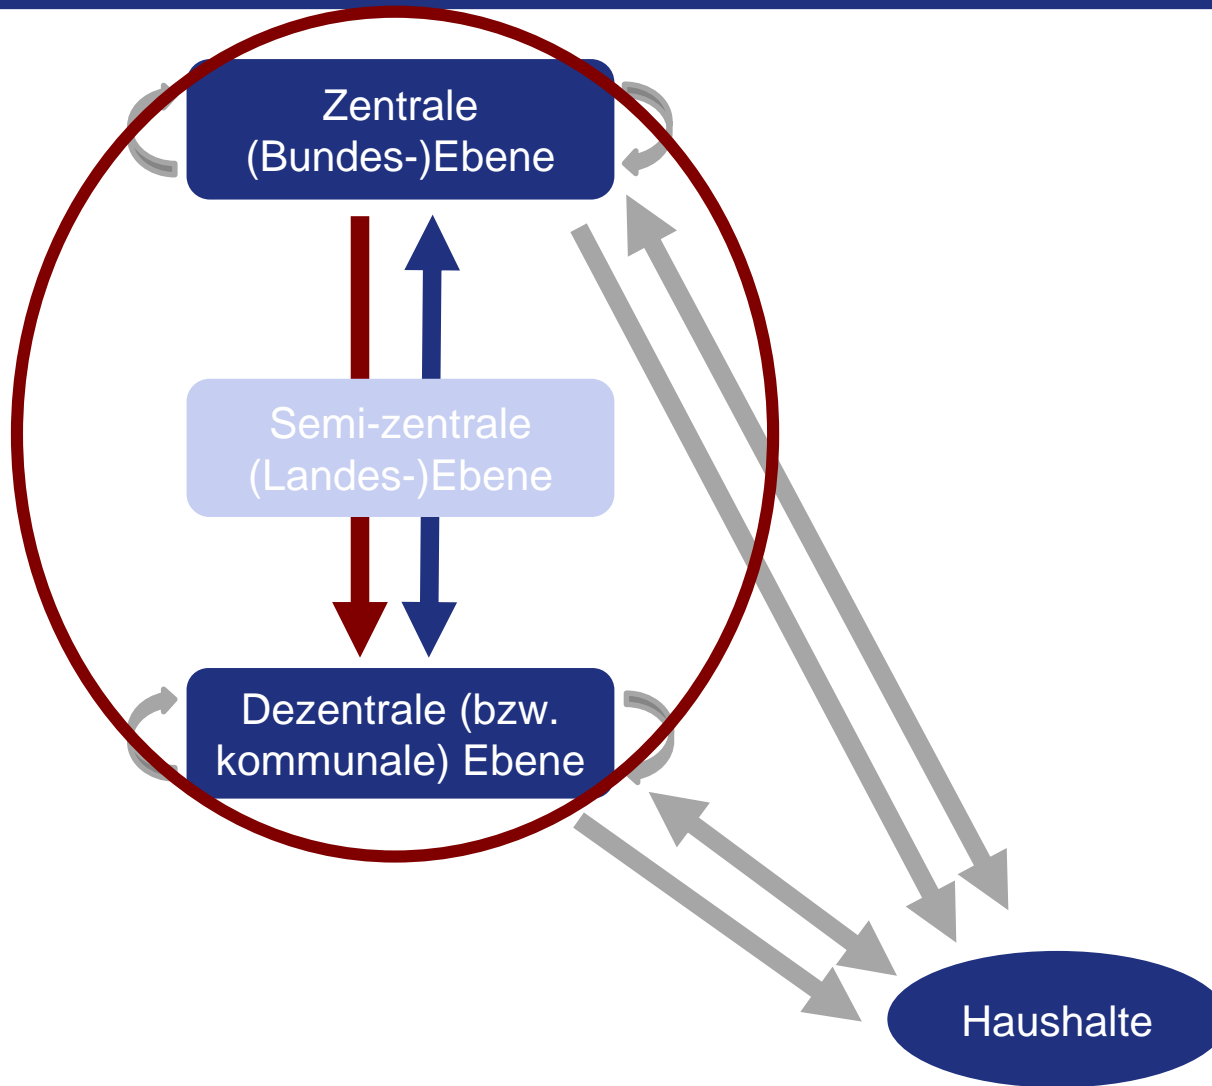 Zentrale
(Bundes-)Ebene
Semi-zentrale
(Landes-)Ebene
Dezentrale (bzw.
kommunale) Ebene
Haushalte